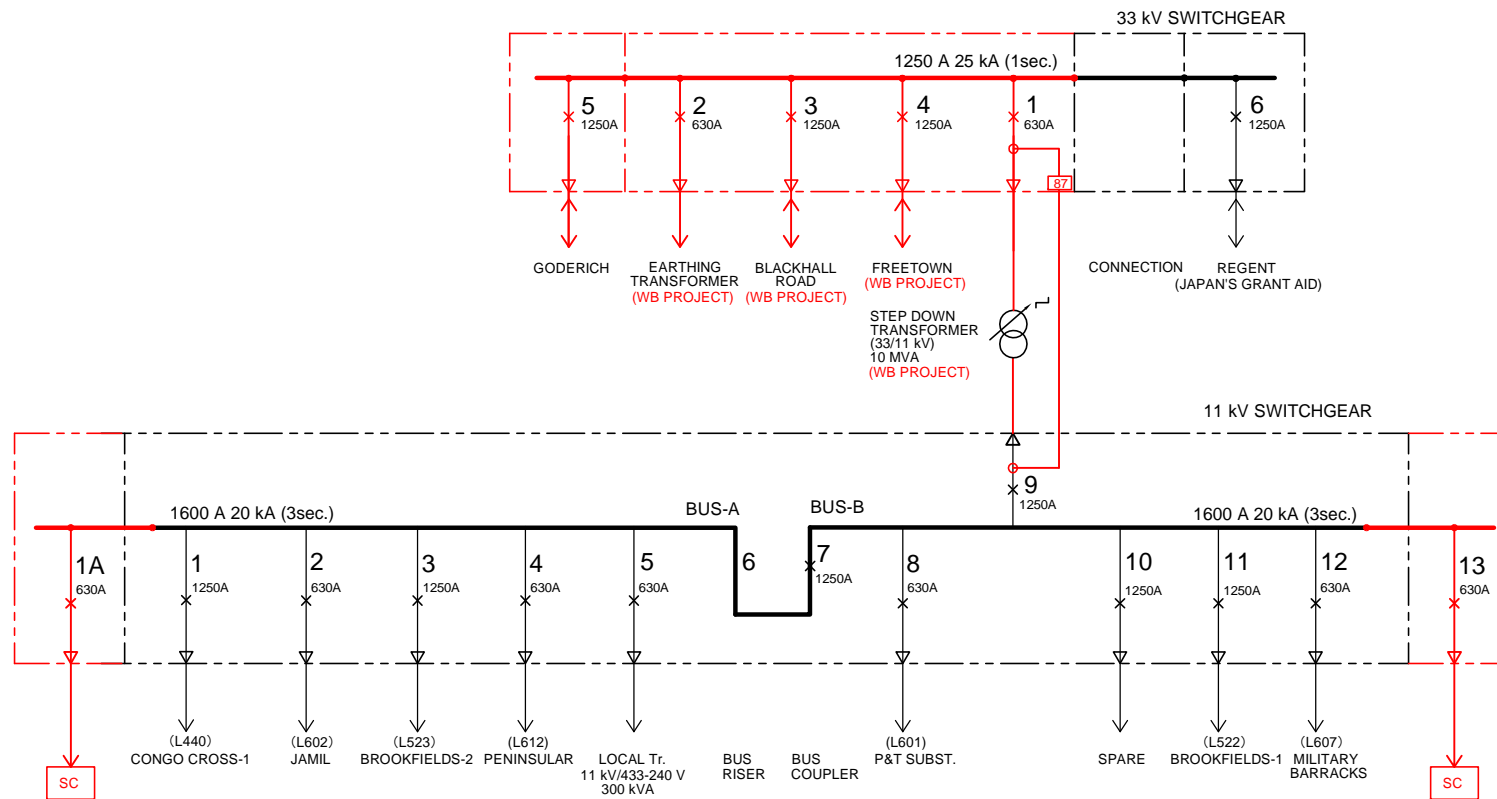 33 kV SWITCHGEAR
1250 A 25 kA (1sec.)
5
1250A
2
630A
3
1250A
4
1250A
1
630A
6
1250A
87
GODERICH
EARTHING
TRANSFORMER
(WB PROJECT)
BLACKHALL
ROAD
(WB PROJECT)
FREETOWN
(WB PROJECT)
CONNECTION
REGENT
(JAPAN'S GRANT AID)
STEP DOWN
TRANSFORMER
(33/11 kV)
10 MVA
(WB PROJECT)
11 kV SWITCHGEAR
9
1250A
1600 A 20 kA (3sec.)
BUS-A
BUS-B
1600 A 20 kA (3sec.)
1A
630A
1
1250A
2
630A
3
1250A
4
630A
5
630A
6
7
1250A
8
630A
10
1250A
11
1250A
12
630A
13
630A
(L440)
CONGO CROSS-1
(L602)
JAMIL
(L523)
BROOKFIELDS-2
(L612)
PENINSULAR
LOCAL Tr.
11 kV/433-240 V
300 kVA
BUS
RISER
BUS
COUPLER
(L601)
P&T SUBST.
SPARE
(L522)
BROOKFIELDS-1
(L607)
MILITARY
BARRACKS
SC
SC